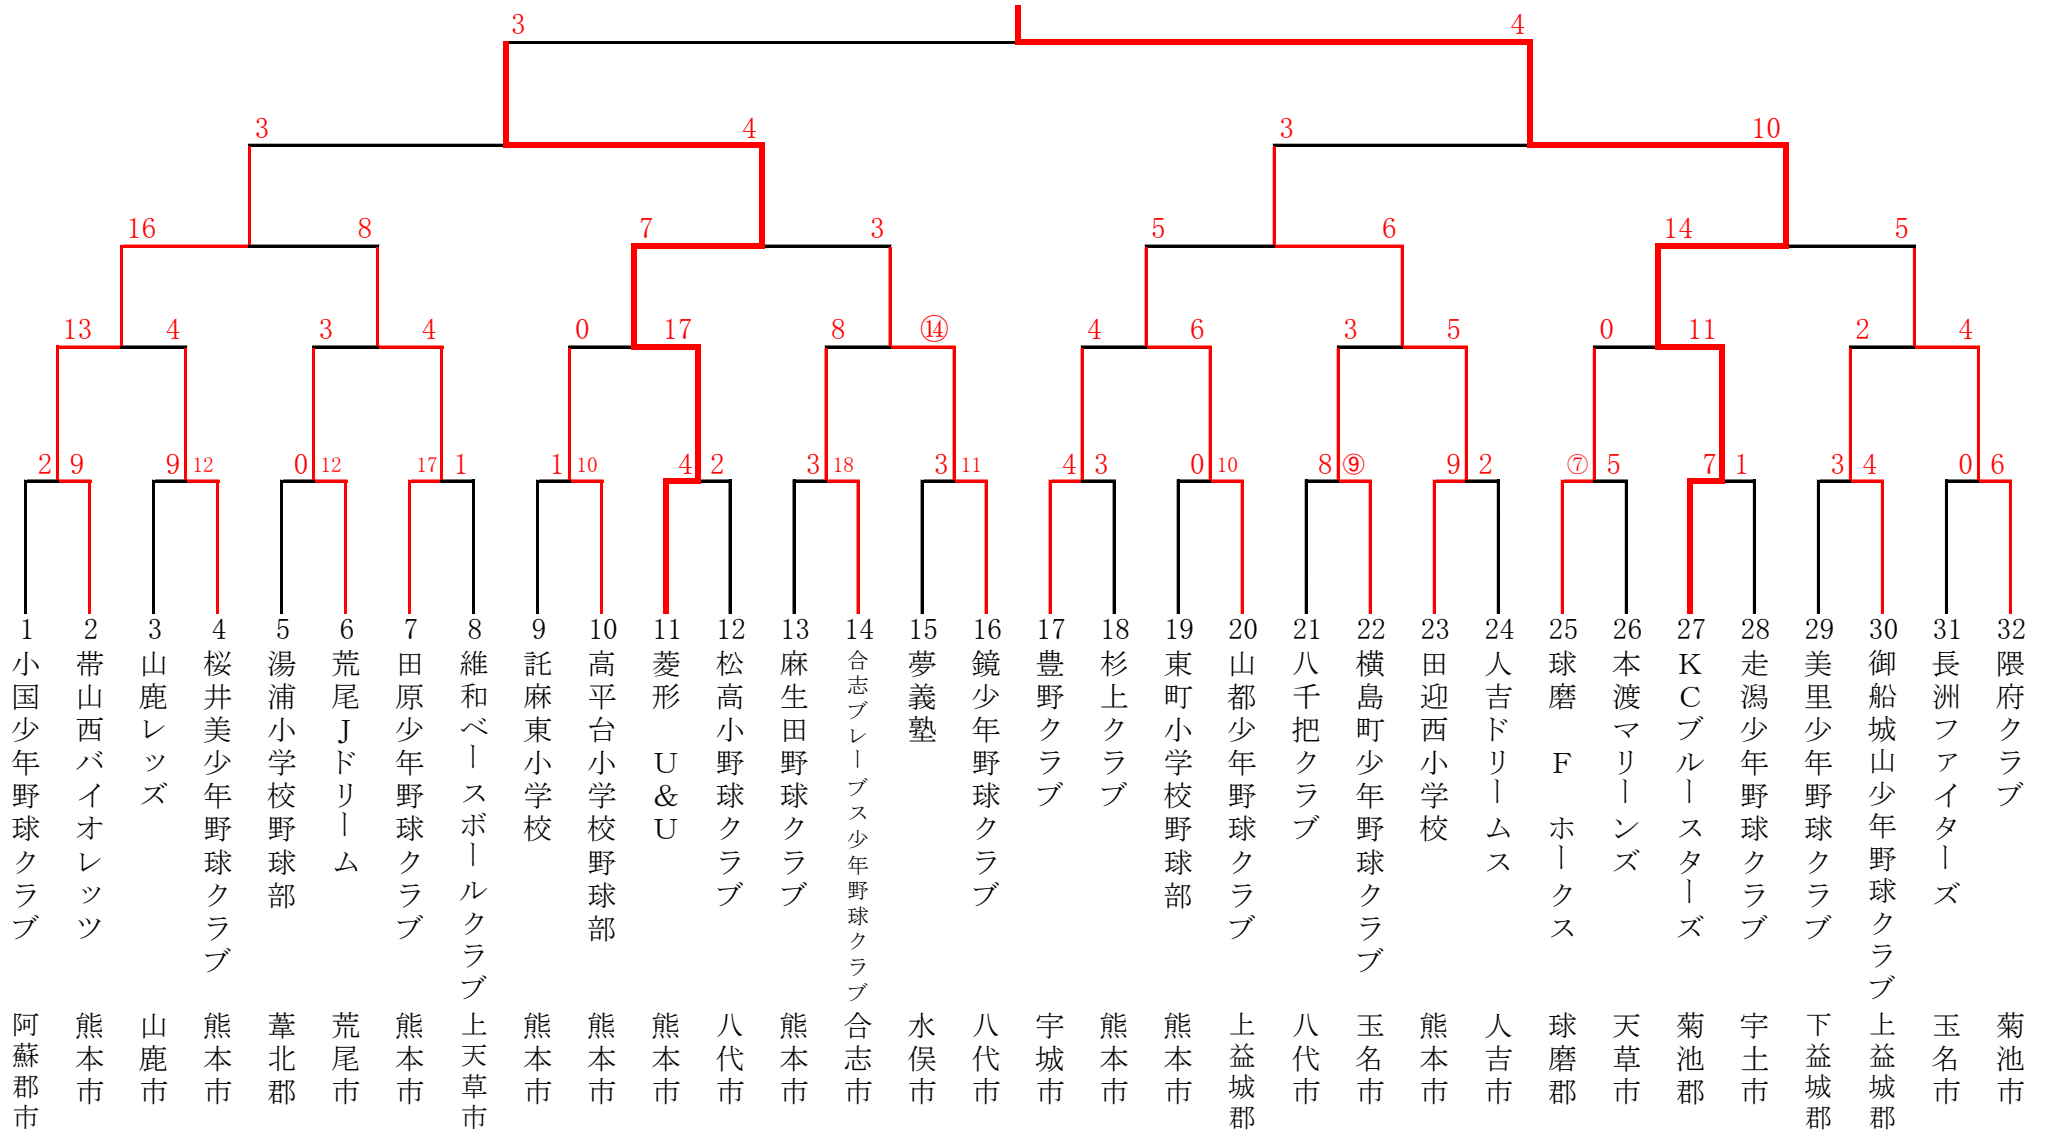 3 4
3 4 3 10
16 8 7 3 5 6 14 5
13 4 3 4 0 17 8 ⑭ 4 6 3 5 0 11 2 4
2 9 9 12 0 12 17 1 1 10 4 2 3 18 3 11 4 3 0 10 8 ⑨ 9 2 ⑦ 5 7 1 3 4 0 6
1 小国少年野球クラブ 阿蘇郡市
2 帯山西バイオレッツ 熊本市
3 山鹿レッズ 山鹿市
4 桜井美少年野球クラブ 熊本市
5 湯浦小学校野球部 葦北郡
6 荒尾Jドリーム 荒尾市
7 田原少年野球クラブ 熊本市
8 維和ベースボールクラブ 上天草市
9 託麻東小学校 熊本市
10 高平台小学校野球部 熊本市
11 菱形 U&U 熊本市
12 松高小野球クラブ 八代市
13 麻生田野球クラブ 熊本市
14 合志ブレーブス少年野球クラブ 合志市
15 夢義塾 水俣市
16 鏡少年野球クラブ 八代市
17 豊野クラブ 宇城市
18 杉上クラブ 熊本市
19 東町小学校野球部 熊本市
20 山都少年野球クラブ 上益城郡
21 八千把クラブ 八代市
22 横島町少年野球クラブ 玉名市
23 田迎西小学校 熊本市
24 人吉ドリームス 人吉市
25 球磨 F ホークス 球磨郡
26 本渡マリーンズ 天草市
27 KCブルースターズ 菊池郡
28 走潟少年野球クラブ 宇土市
29 美里少年野球クラブ 下益城郡
30 御船城山少年野球クラブ 上益城郡
31 長洲ファイターズ 玉名市
32 隈府クラブ 菊池市